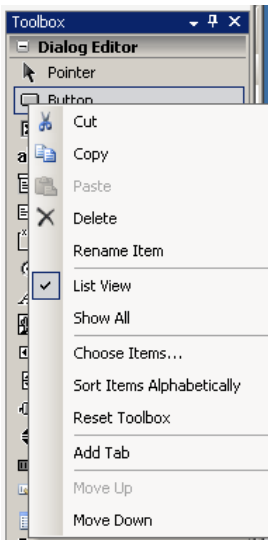 Toolbox
Dialog Editor
Pointer
Button
Cut
Copy
Paste
Delete
Rename Item
List View
Show All
Choose Items...
Sort Items Alphabetically
Reset Toolbox
Add Tab
Move Up
Move Down